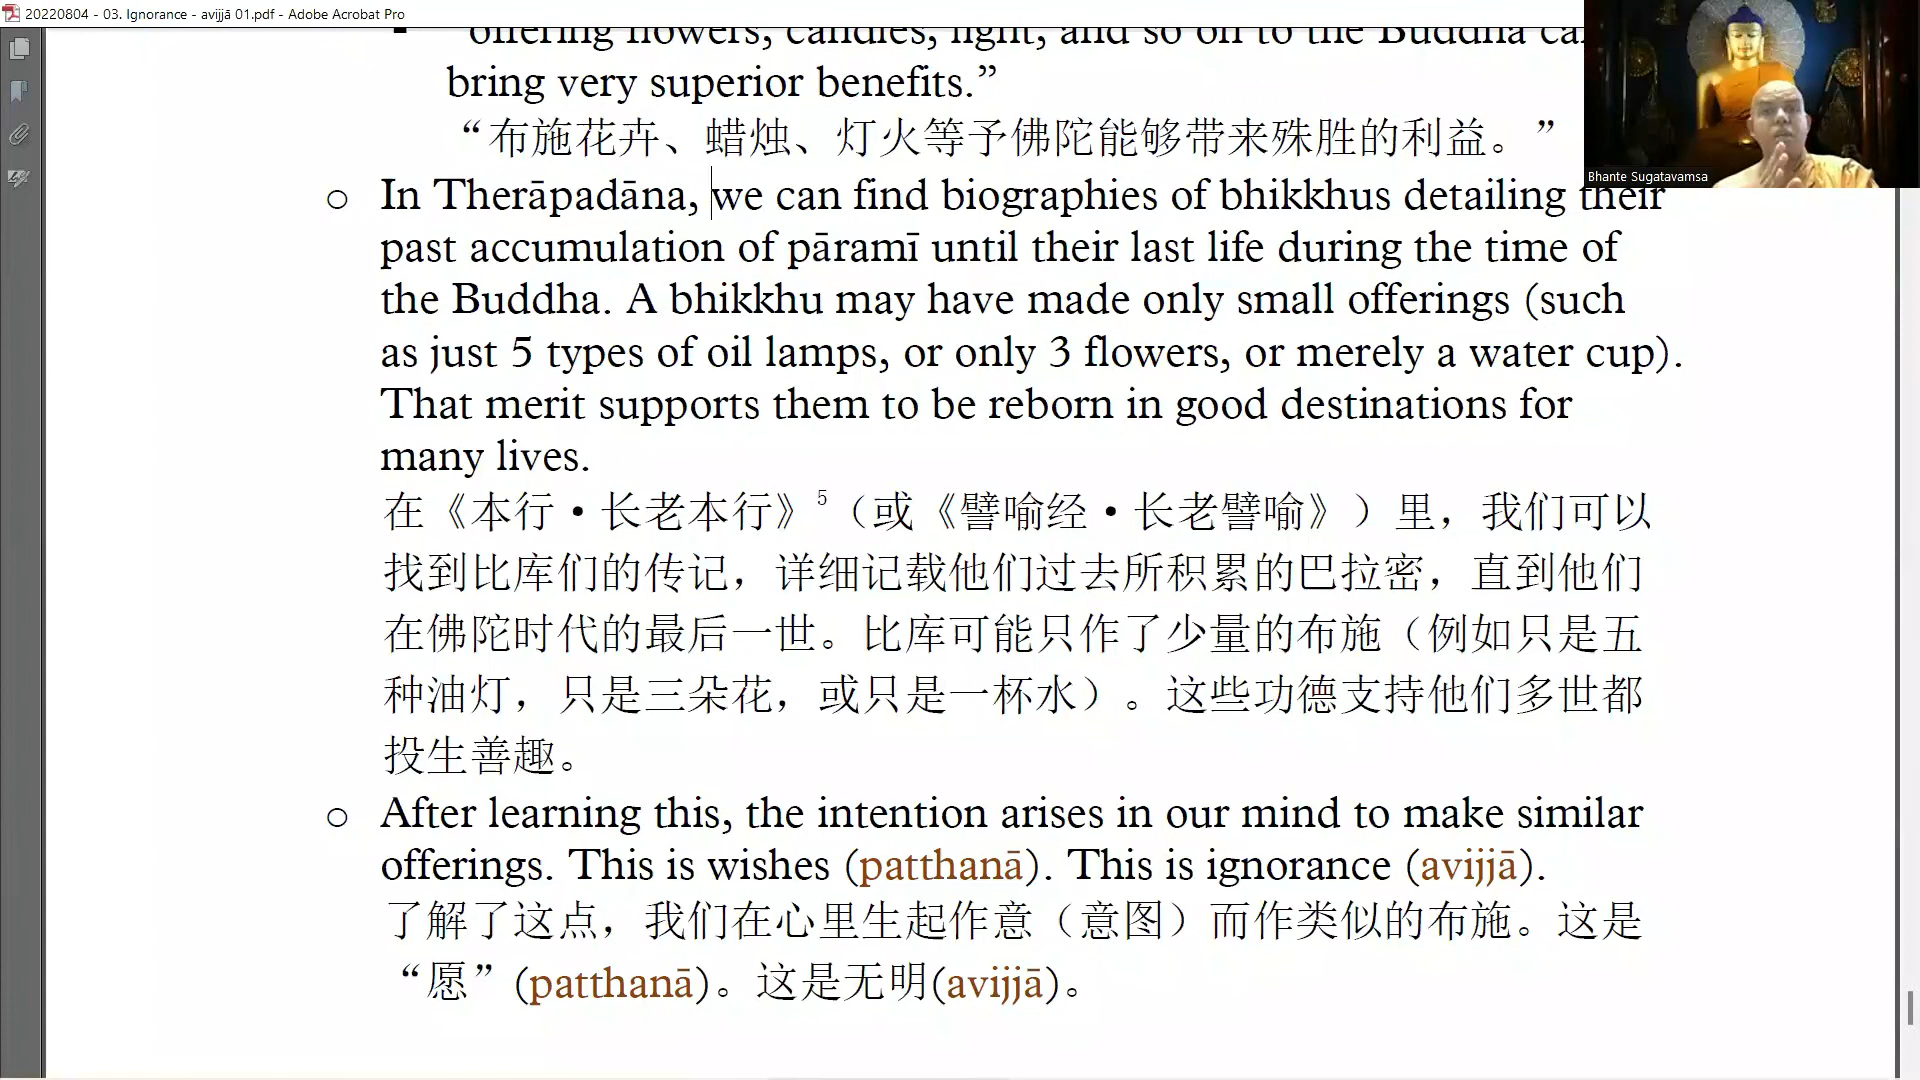 20220804 - 03. Ignorance - avijjā 01.pdf - Adobe Acrobat Pro
offering flowers, candles, light, and so on to the Buddha can
bring very superior benefits.”
“布施花卉、蜡烛、灯火等予佛陀能够带来殊胜的利益。”
Bhante Sugatavamsa
o In Therāpadāna, we can find biographies of bhikkhus detailing their
past accumulation of pāramī until their last life during the time of
the Buddha. A bhikkhu may have made only small offerings (such
as just 5 types of oil lamps, or only 3 flowers, or merely a water cup).
That merit supports them to be reborn in good destinations for
many lives.
在《本行・长老本行》5（或《譬喻经・长老譬喻》）里，我们可以
找到比库们的传记，详细记载他们过去所积累的巴拉密，直到他们
在佛陀时代的最后一世。比库可能只作了少量的布施（例如只是五
种油灯，只是三朵花，或只是一杯水）。这些功德支持他们多世都
投生善趣。
o After learning this, the intention arises in our mind to make similar
offerings. This is wishes (patthanā). This is ignorance (avijjā).
了解了这点，我们在心里生起作意（意图）而作类似的布施。这是
“愿”(patthanā)。这是无明(avijjā)。